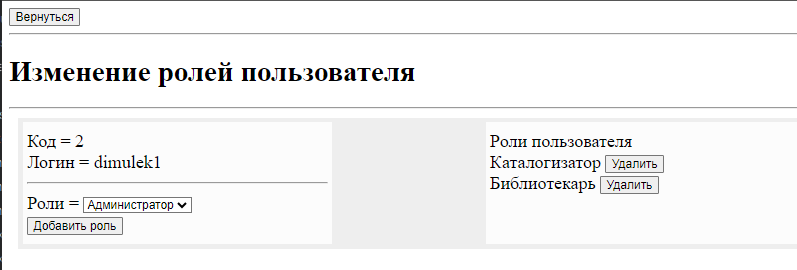 Вернуться
Изменение ролей пользователя
Код = 2
Логин = dimulek1
Роли = Администратор
Добавить роль
Роли пользователя
Каталогизатор Удалить
Библиотекарь Удалить